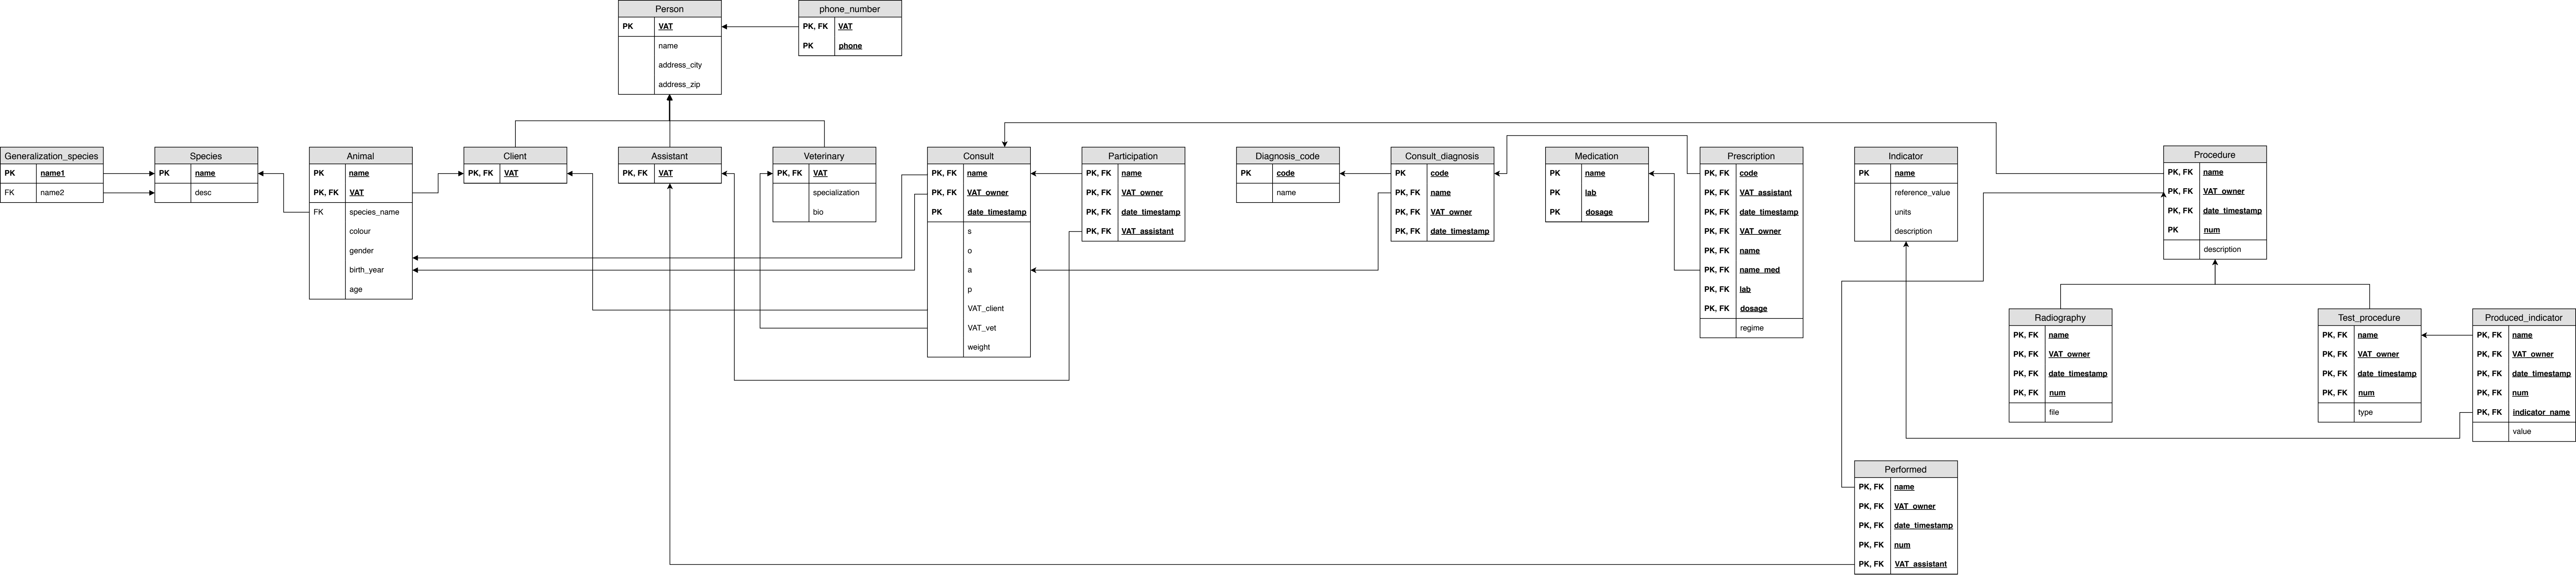 Person
PK VAT
name
address_city
address_zip
phone_number
PK, FK VAT
PK phone
Generalization_species
PK name1
FK name2
Species
PK name
desc
Animal
PK name
PK, FK VAT
FK species_name
colour
gender
birth_year
age
Client
PK, FK VAT
Assistant
PK, FK VAT
Veterinary
PK, FK VAT
specialization
bio
Consult
PK, FK name
PK, FK VAT_owner
PK date_timestamp
s
o
a
p
VAT_client
VAT_vet
weight
Participation
PK, FK name
PK, FK VAT_owner
PK, FK date_timestamp
PK, FK VAT_assistant
Diagnosis_code
PK code
name
Consult_diagnosis
PK code
PK, FK name
PK, FK VAT_owner
PK, FK date_timestamp
Medication
PK name
PK lab
PK dosage
Prescription
PK, FK code
PK, FK VAT_assistant
PK, FK date_timestamp
PK, FK VAT_owner
PK, FK name
PK, FK name_med
PK, FK lab
PK, FK dosage
regime
Indicator
PK name
reference_value
units
description
Procedure
PK, FK name
PK, FK VAT_owner
PK, FK date_timestamp
PK num
description
Radiography
PK, FK name
PK, FK VAT_owner
PK, FK date_timestamp
PK, FK num
file
Test_procedure
PK, FK name
PK, FK VAT_owner
PK, FK date_timestamp
PK, FK num
type
Produced_indicator
PK, FK name
PK, FK VAT_owner
PK, FK date_timestamp
PK, FK num
PK, FK indicator_name
value
Performed
PK, FK name
PK, FK VAT_owner
PK, FK date_timestamp
PK, FK num
PK, FK VAT_assistant